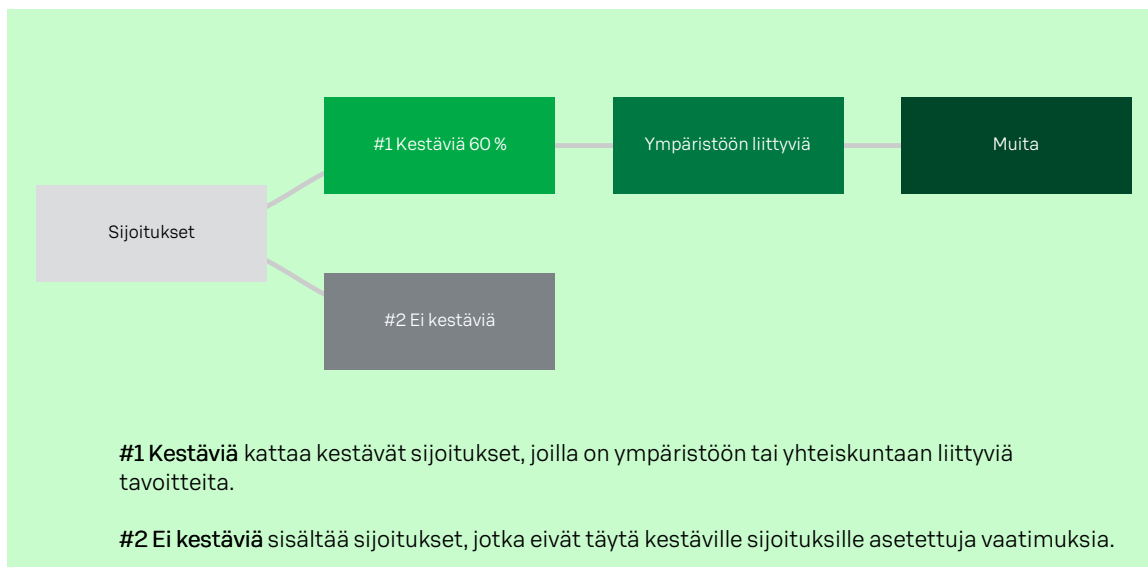 #1 Kestäviä 60 %
Ympäristöön liittyviä
Muita
Sijoitukset
#2 Ei kestäviä
#1 Kestäviä kattaa kestävät sijoitukset, joilla on ympäristöön tai yhteiskuntaan liittyviä
tavoitteita.
#2 Ei kestäviä sisältää sijoitukset, jotka eivät täytä kestäville sijoituksille asetettuja vaatimuksia.